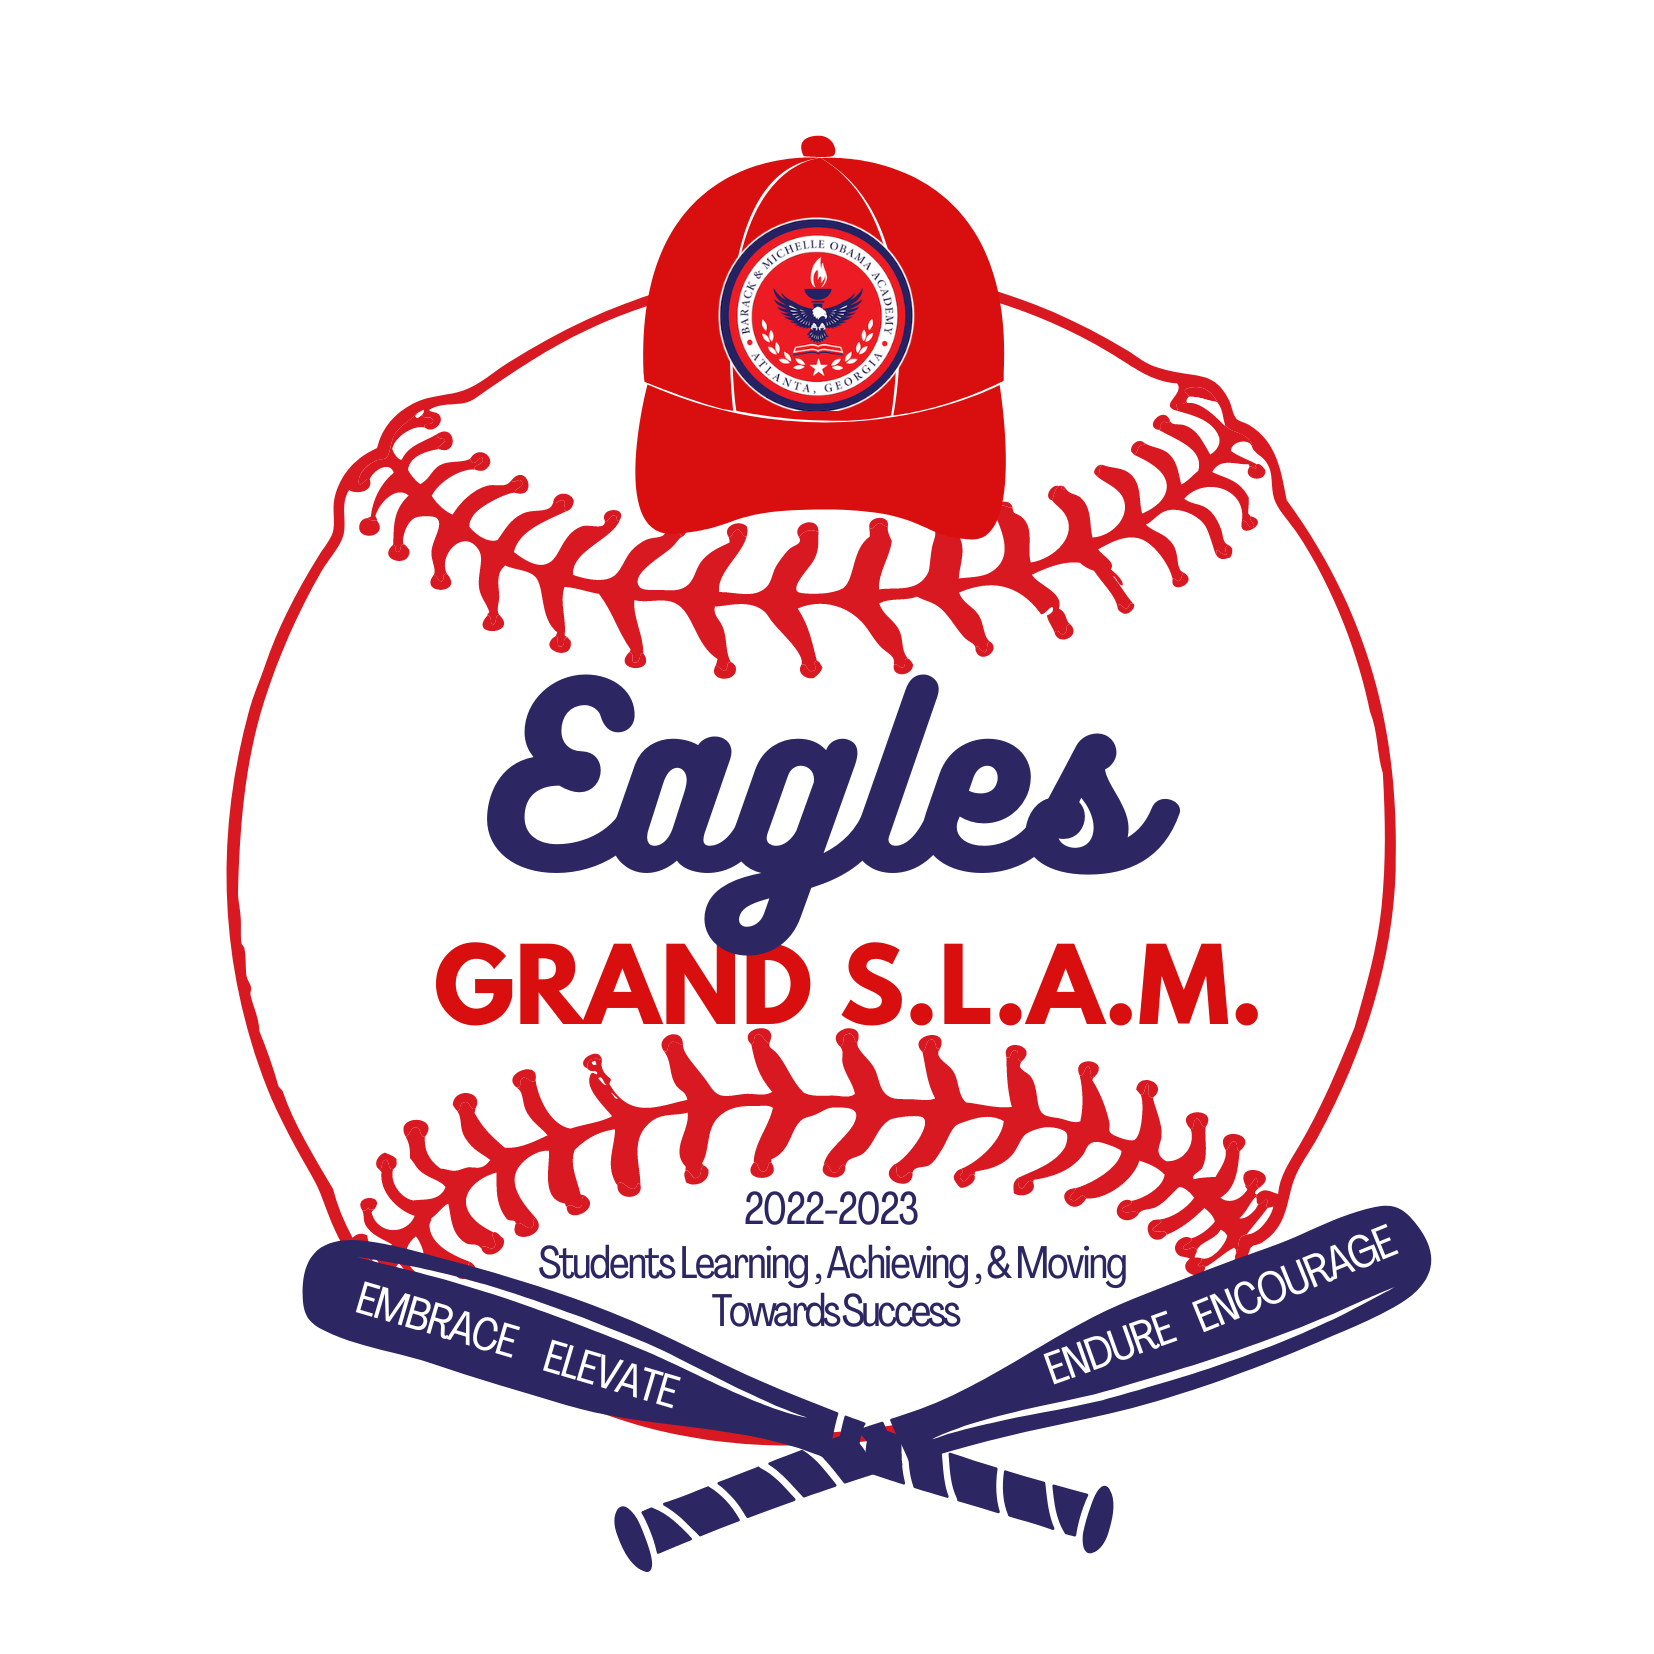 BARACK & MICHELLE OBAMA ACADEMY
ATLANTA, GEORGIA
Eagles
GRAND S.L.A.M.
2022-2023
Students Learning , Achieving , & Moving
Towards Success
EMBRACE ELEVATE
ENDURE ENCOURAGE